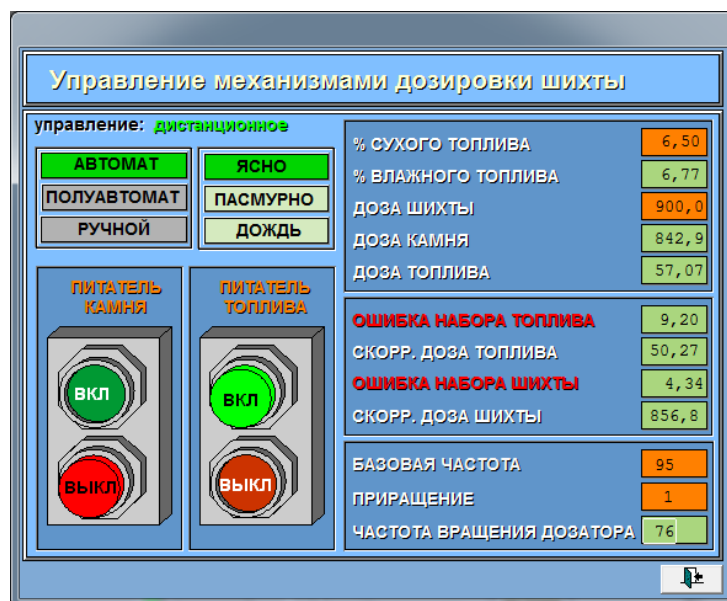 Управление механизмами дозировки шихты
управление: дистанционное
АВТОМАТ
ПОЛУАВТОМАТ
РУЧНОЙ
ЯСНО
ПАСМУРНО
ДОЖДЬ
ПИТАТЕЛЬ
КАМНЯ
ВКЛ
ВЫКЛ
ПИТАТЕЛЬ
ТОПЛИВА
ВКЛ
ВЫКЛ
% СУХОГО ТОПЛИВА 6,50
% ВЛАЖНОГО ТОПЛИВА 6,77
ДОЗА ШИХТЫ 900,0
ДОЗА КАМНЯ 842,9
ДОЗА ТОПЛИВА 57,07
ОШИБКА НАБОРА ТОПЛИВА 9,20
СКОРР. ДОЗА ТОПЛИВА 50,27
ОШИБКА НАБОРА ШИХТЫ 4,34
СКОРР. ДОЗА ШИХТЫ 856,8
БАЗОВАЯ ЧАСТОТА 95
ПРИРАЩЕНИЕ 1
ЧАСТОТА ВРАЩЕНИЯ ДОЗАТОРА 76